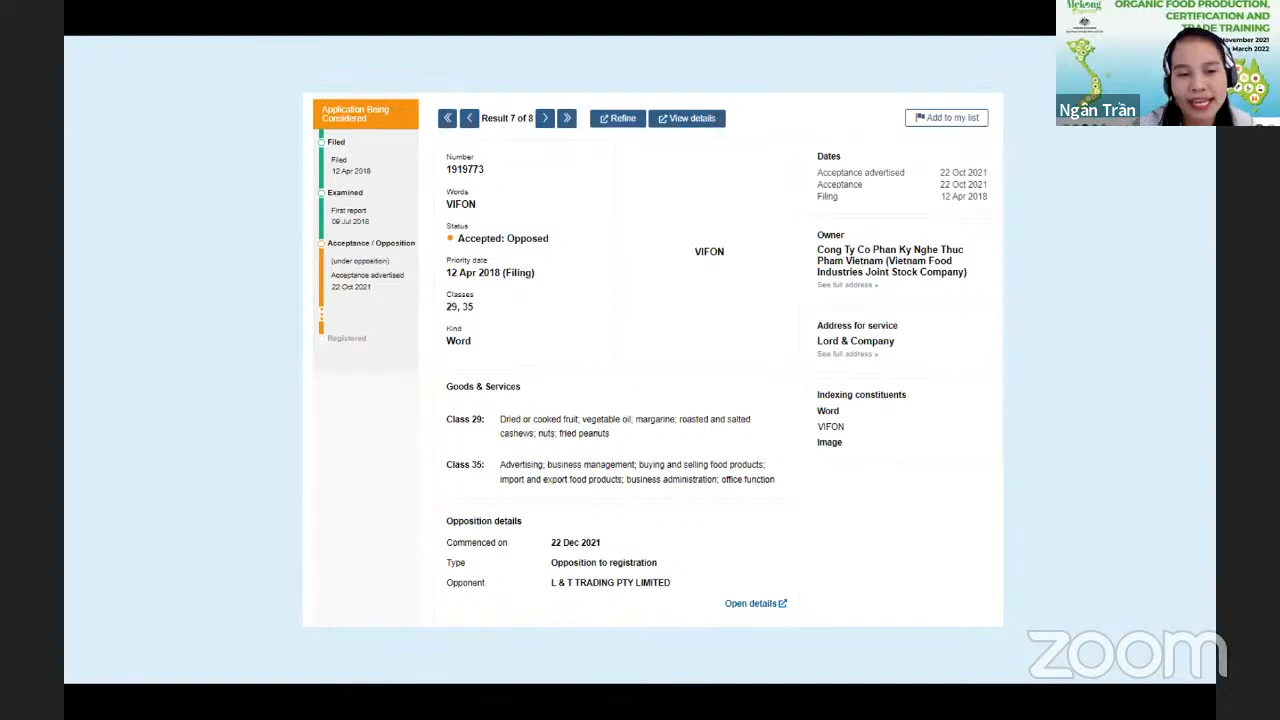 Mekong
ORGANIC FOOD PRODUCTION,
CERTIFICATION AND
TRADE TRAINING
November 2021
March 2022
Ngân Trần
Application Being
Considered
Filed
Filed
12 Apr 2018
Examined
First report
09 Jul 2018
Acceptance / Opposition
(under opposition)
Acceptance advertised
22 Oct 2021
Registered
Result 7 of 8
Refine
View details
Add to my list
Number
1919773
Words
VIFON
Status
Accepted: Opposed
Priority date
12 Apr 2018 (Filing)
Classes
29, 35
Kind
Word
VIFON
Dates
Acceptance advertised 22 Oct 2021
Acceptance 22 Oct 2021
Filing 12 Apr 2018
Owner
Cong Ty Co Phan Ky Nghe Thuc
Pham Vietnam (Vietnam Food
Industries Joint Stock Company)
See full address »
Address for service
Lord & Company
See full address »
Indexing constituents
Word
VIFON
Image
Goods & Services
Class 29: Dried or cooked fruit; vegetable oil; margarine; roasted and salted
cashews; nuts; fried peanuts
Class 35: Advertising; business management; buying and selling food products;
import and export food products; business administration; office function
Opposition details
Commenced on 22 Dec 2021
Type Opposition to registration
Opponent L & T TRADING PTY LIMITED
Open details
zoom